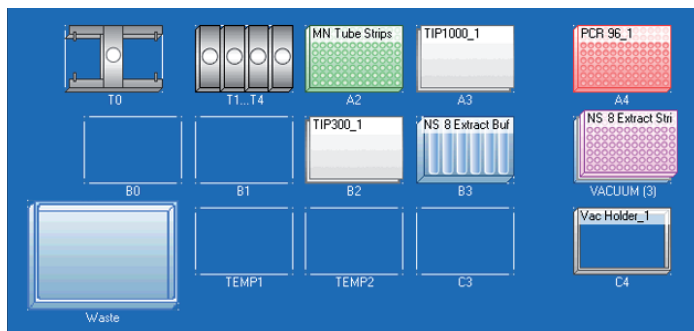 MN Tube Strips
TIP1000_1
PCR 96_1
T0
T1...T4
A2
A3
A4
TIP300_1
NS 8 Extract Buf
NS 8 Extract Stri
B0
B1
B2
B3
VACUUM (3)
Vac Holder_1
TEMP1
TEMP2
C3
C4
Waste